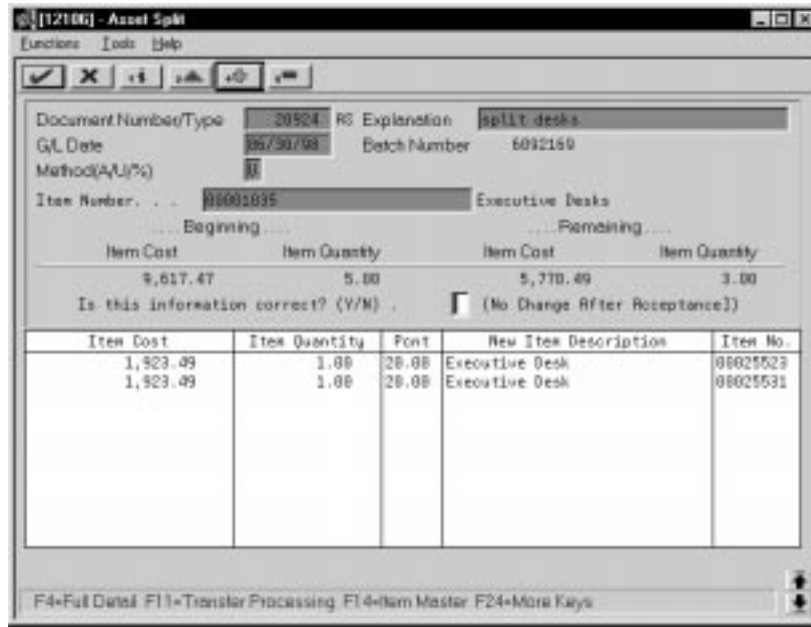 [12106] - Asset Split
Functions Tools Help
Document Number/Type 20924 RS Explanation split desks
G/L Date 06/30/98 Batch Number 6092169
Method(A/U/%) U
Item Number. . . 00001035 Executive Desks
.... Beginning .... .... Remaining ....
Item Cost Item Quantity Item Cost Item Quantity
9,617.47 5.00 5,770.49 3.00
Is this information correct? (Y/N) . (No Change After Acceptance])
Item Cost Item Quantity Pcnt New Item Description Item No.
1,923.49 1.00 20.00 Executive Desk 00025523
1,923.49 1.00 20.00 Executive Desk 00025531
F4=Full Detail F11=Transfer Processing F14=Item Master F24=More Keys